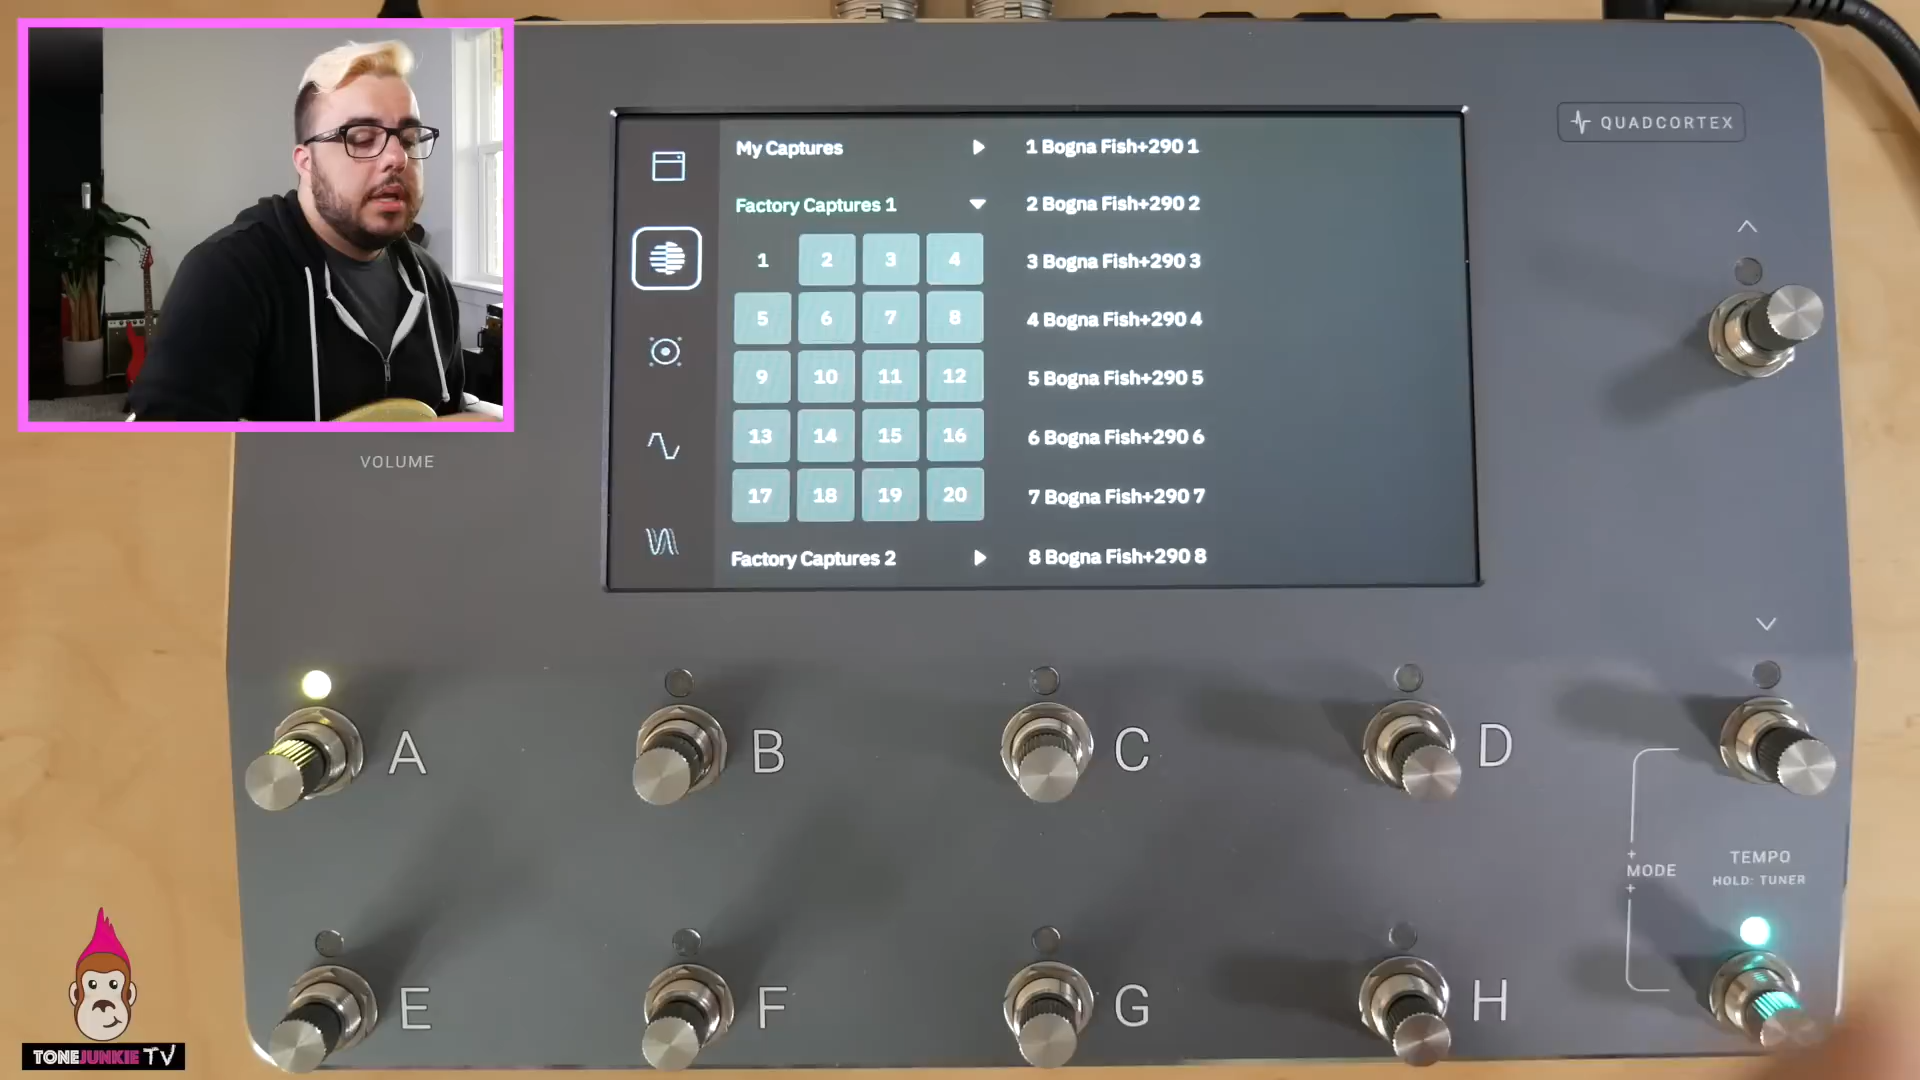 QUADCORTEX
My Captures
Factory Captures 1
1 2 3 4
5 6 7 8
9 10 11 12
13 14 15 16
17 18 19 20
Factory Captures 2
1 Bogna Fish+290 1
2 Bogna Fish+290 2
3 Bogna Fish+290 3
4 Bogna Fish+290 4
5 Bogna Fish+290 5
6 Bogna Fish+290 6
7 Bogna Fish+290 7
8 Bogna Fish+290 8
VOLUME
A
B
C
D
+
MODE
+
TEMPO
HOLD: TUNER
E
F
G
H
TONEJUNKIE TV